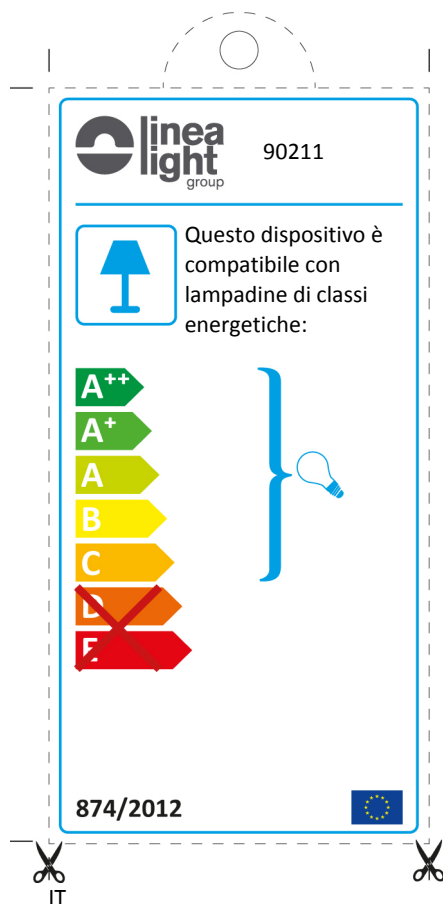 linea
light
group
90211
Questo dispositivo è
compatibile con
lampadine di classi
energetiche:
A++
A+
A
B
C
D
E
874/2012
IT